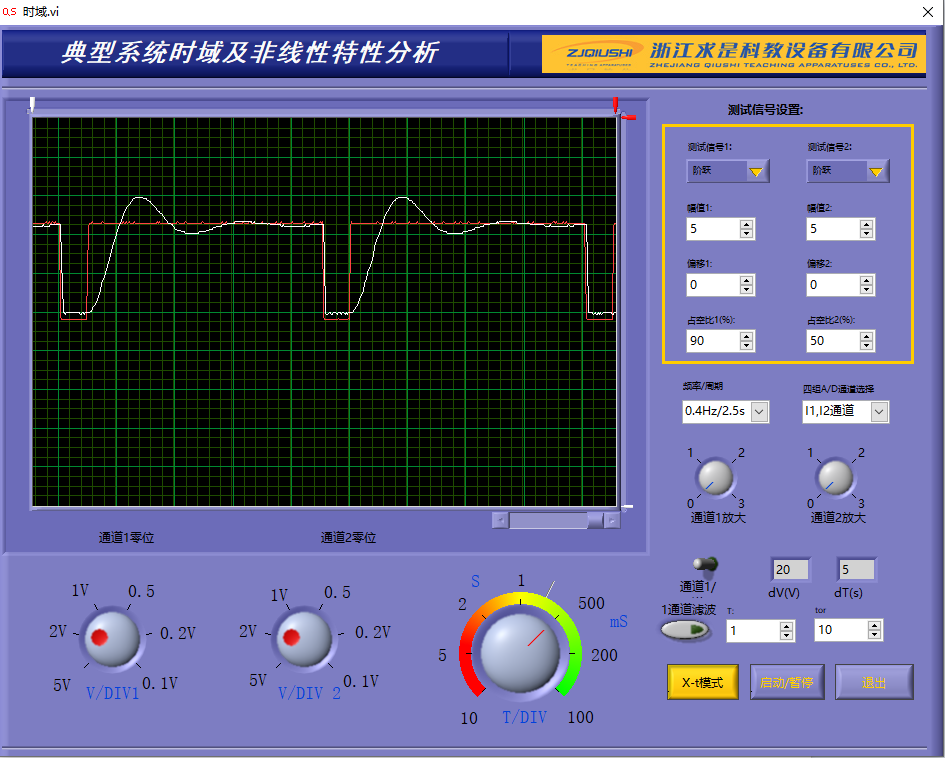 时域.vi
典型系统时域及非线性特性分析
ZJQIUSHI
浙江求是科教设备有限公司
ZHEJIANG QIUSHI TEACHING APPARATUSES CO., LTD.
测试信号设置:
测试信号1: 测试信号2:
阶跃 阶跃
幅值1: 幅值2:
5 5
偏移1: 偏移2:
0 0
占空比1(%): 占空比2(%):
90 50
频率/周期 四组A/D通道选择
0.4Hz/2.5s I1,I2通道
1 2 1 2
0 3 0 3
通道1放大 通道2放大
通道1零位 通道2零位
1V 0.5
2V 0.2V
5V 0.1V
V/DIV1
1V 0.5
2V 0.2V
5V 0.1V
V/DIV 2
S 1
2 500
mS
5 200
10 T/DIV 100
通道1/
...
20 5
dV(V) dT(s)
1通道滤波 T: tor
1 10
X-t模式 启动/暂停 退出